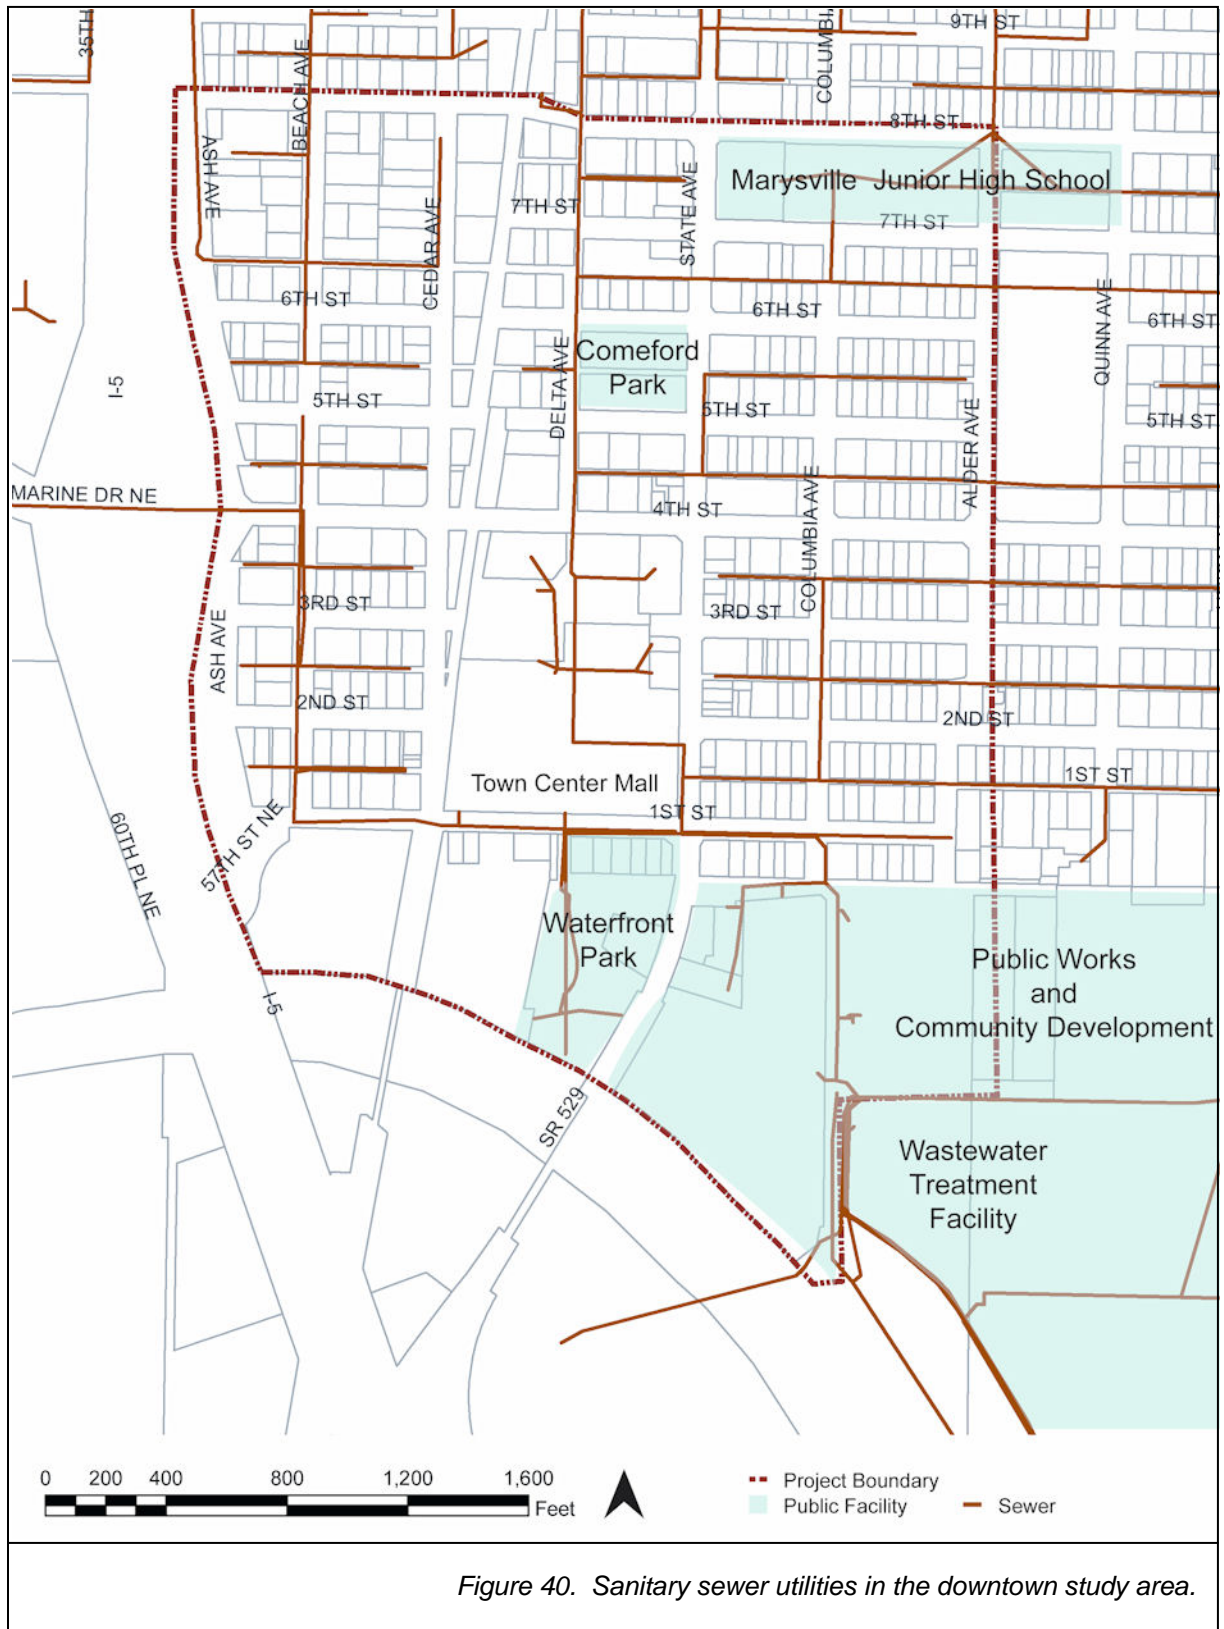 35TH
9TH ST
COLUMBI
BEACH AVE
8TH ST
ASH AVE
Marysville Junior High School
STATE AVE
7TH ST
7TH ST
CEDAR AVE
6TH ST
6TH ST
6TH ST
QUINN AVE
I-5
DELTA AVE
Comeford
Park
5TH ST
5TH ST
5TH ST
ALDER AVE
MARINE DR NE
4TH ST
COLUMBIA AVE
3RD ST
3RD ST
ASH AVE
2ND ST
2ND ST
Town Center Mall
1ST ST
1ST ST
60TH PL NE
57TH ST NE
Waterfront
Park
Public Works
and
Community Development
I-5
SR 529
Wastewater
Treatment
Facility
0 200 400 800 1,200 1,600
Feet
Project Boundary
Public Facility
Sewer
Figure 40. Sanitary sewer utilities in the downtown study area.